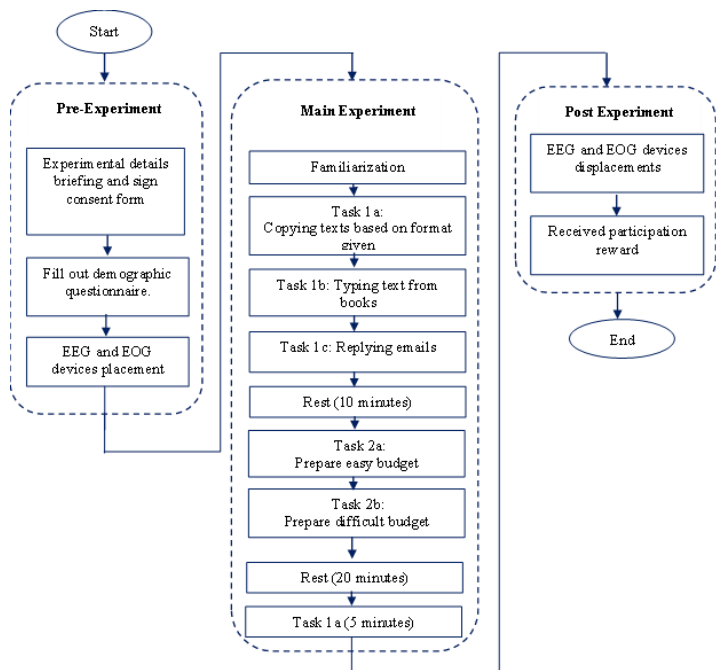 Start
Pre-Experiment
Experimental details
briefing and sign
consent form
Fill out demographic
questionnaire.
EEG and EOG
devices placement
Main Experiment
Familiarization
Task 1a:
Copying texts based on format
given
Task 1b: Typing text from
books
Task 1c: Replying emails
Rest (10 minutes)
Task 2a:
Prepare easy budget
Task 2b:
Prepare difficult budget
Rest (20 minutes)
Task 1a (5 minutes)
Post Experiment
EEG and EOG devices
displacements
Received participation
reward
End